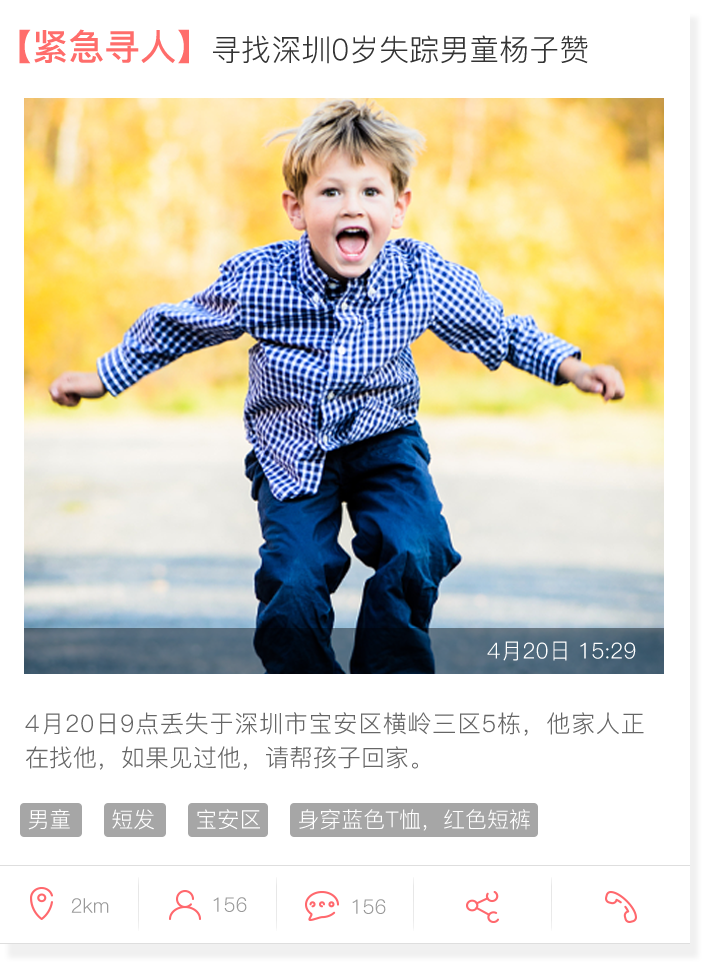 【紧急寻人】寻找深圳0岁失踪男童杨子赞
4月20日 15:29
4月20日9点丢失于深圳市宝安区横岭三区5栋，他家人正
在找他，如果见过他，请帮孩子回家。
男童 短发 宝安区 身穿蓝色T恤，红色短裤
2km 156 156